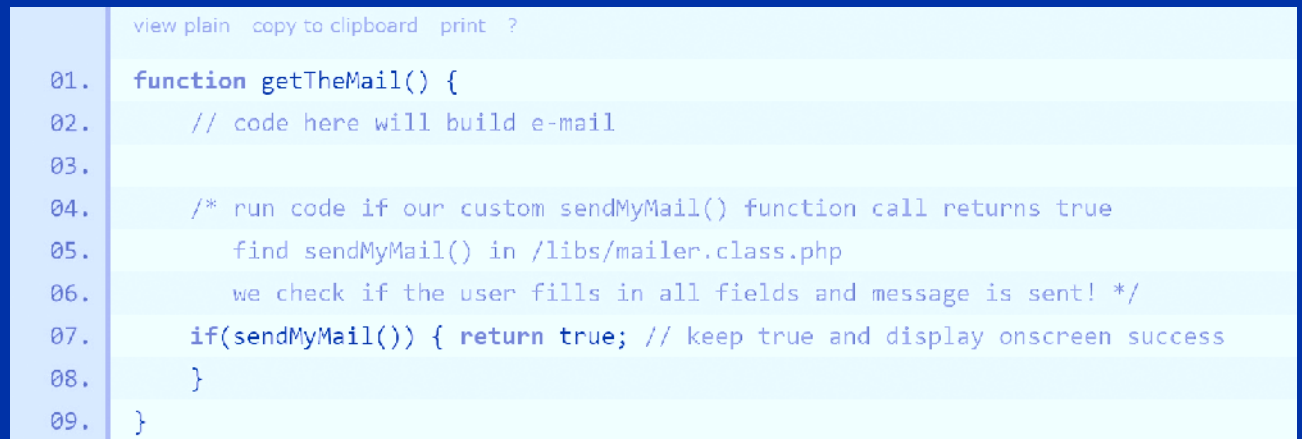 view plain copy to clipboard print ?
01. function getTheMail() {
02. // code here will build e-mail
03.
04. /* run code if our custom sendMyMail() function call returns true
05. find sendMyMail() in /libs/mailer.class.php
06. we check if the user fills in all fields and message is sent! */
07. if(sendMyMail()) { return true; // keep true and display onscreen success
08. }
09. }